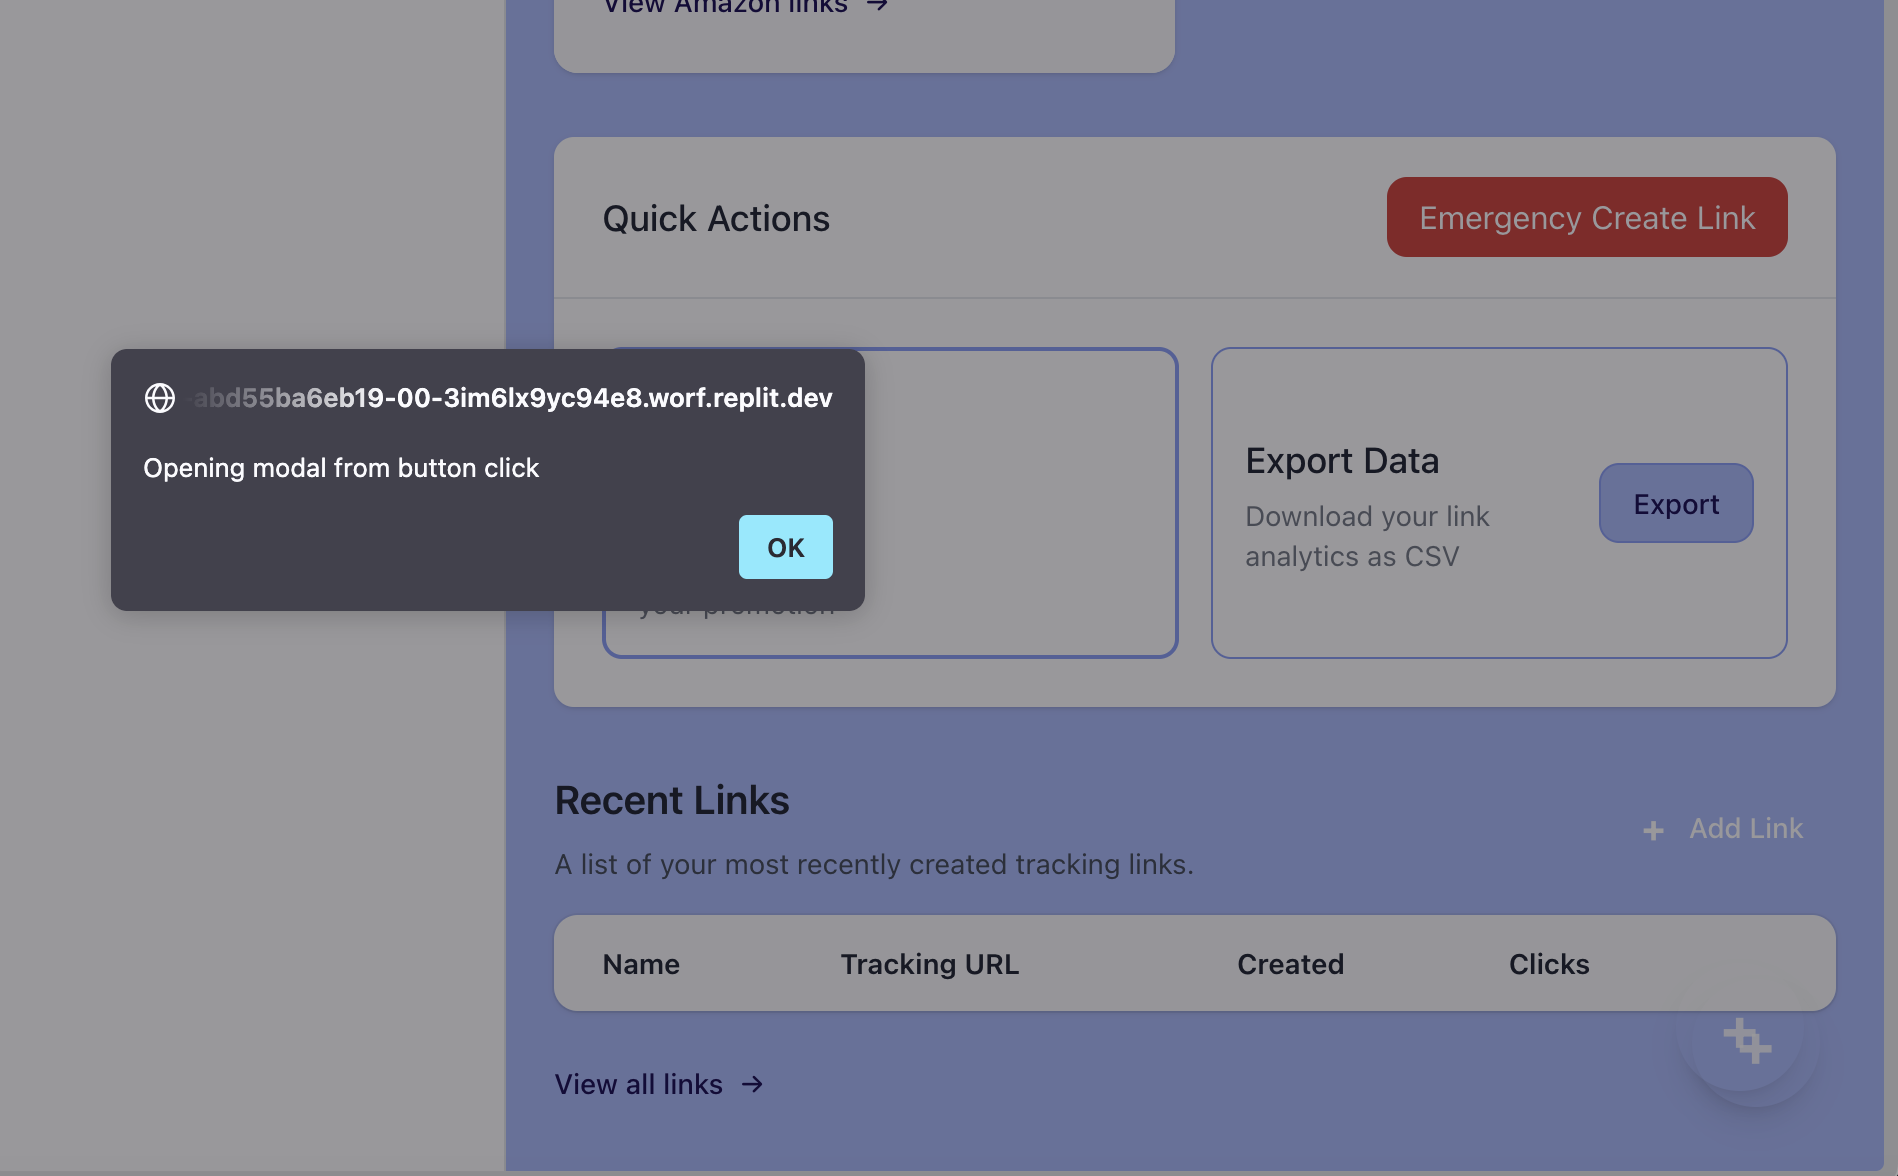 View Amazon links →
Quick Actions
Emergency Create Link
-abd55ba6eb19-00-3im6lx9yc94e8.worf.replit.dev
Opening modal from button click
OK
your promotion
Export Data
Download your link
analytics as CSV
Export
Recent Links
A list of your most recently created tracking links.
+ Add Link
Name Tracking URL Created Clicks
View all links →